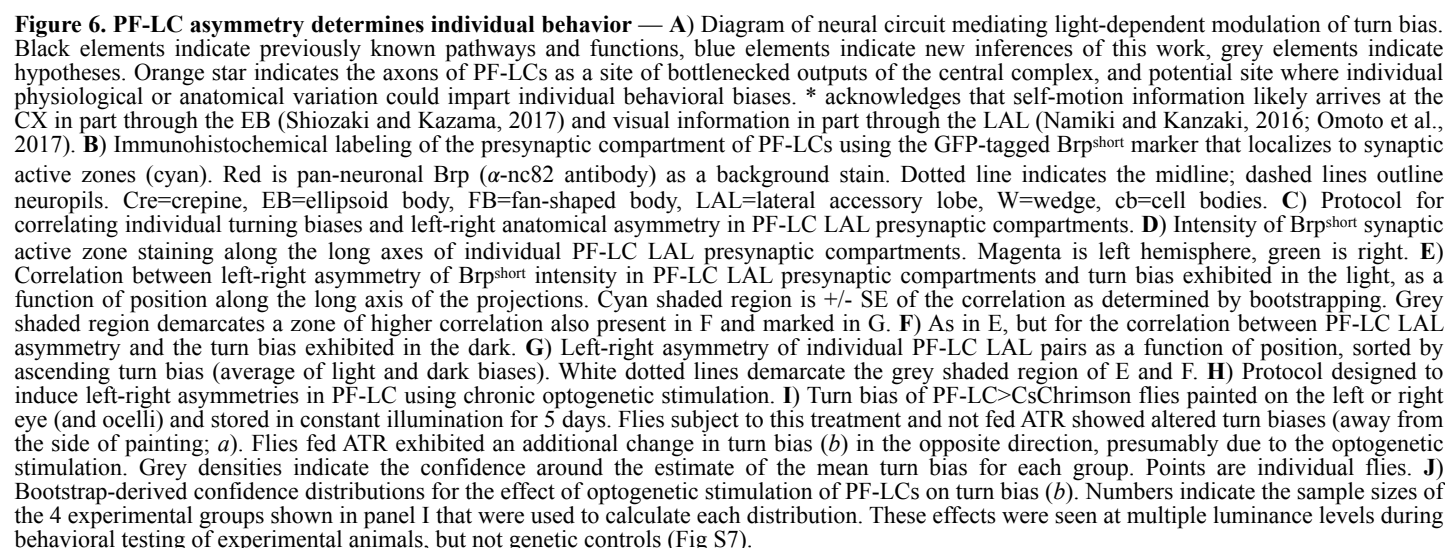 Figure 6. PF-LC asymmetry determines individual behavior — A) Diagram of neural circuit mediating light-dependent modulation of turn bias.
Black elements indicate previously known pathways and functions, blue elements indicate new inferences of this work, grey elements indicate
hypotheses. Orange star indicates the axons of PF-LCs as a site of bottlenecked outputs of the central complex, and potential site where individual
physiological or anatomical variation could impart individual behavioral biases. * acknowledges that self-motion information likely arrives at the
CX in part through the EB (Shiozaki and Kazama, 2017) and visual information in part through the LAL (Namiki and Kanzaki, 2016; Omoto et al.,
2017). B) Immunohistochemical labeling of the presynaptic compartment of PF-LCs using the GFP-tagged Brpshort marker that localizes to synaptic
active zones (cyan). Red is pan-neuronal Brp (α-nc82 antibody) as a background stain. Dotted line indicates the midline; dashed lines outline
neuropils. Cre=crepine, EB=ellipsoid body, FB=fan-shaped body, LAL=lateral accessory lobe, W=wedge, cb=cell bodies. C) Protocol for
correlating individual turning biases and left-right anatomical asymmetry in PF-LC LAL presynaptic compartments. D) Intensity of Brpshort synaptic
active zone staining along the long axes of individual PF-LC LAL presynaptic compartments. Magenta is left hemisphere, green is right. E)
Correlation between left-right asymmetry of Brpshort intensity in PF-LC LAL presynaptic compartments and turn bias exhibited in the light, as a
function of position along the long axis of the projections. Cyan shaded region is +/- SE of the correlation as determined by bootstrapping. Grey
shaded region demarcates a zone of higher correlation also present in F and marked in G. F) As in E, but for the correlation between PF-LC LAL
asymmetry and the turn bias exhibited in the dark. G) Left-right asymmetry of individual PF-LC LAL pairs as a function of position, sorted by
ascending turn bias (average of light and dark biases). White dotted lines demarcate the grey shaded region of E and F. H) Protocol designed to
induce left-right asymmetries in PF-LC using chronic optogenetic stimulation. I) Turn bias of PF-LC>CsChrimson flies painted on the left or right
eye (and ocelli) and stored in constant illumination for 5 days. Flies subject to this treatment and not fed ATR showed altered turn biases (away from
the side of painting; a). Flies fed ATR exhibited an additional change in turn bias (b) in the opposite direction, presumably due to the optogenetic
stimulation. Grey densities indicate the confidence around the estimate of the mean turn bias for each group. Points are individual flies. J)
Bootstrap-derived confidence distributions for the effect of optogenetic stimulation of PF-LCs on turn bias (b). Numbers indicate the sample sizes of
the 4 experimental groups shown in panel I that were used to calculate each distribution. These effects were seen at multiple luminance levels during
behavioral testing of experimental animals, but not genetic controls (Fig S7).